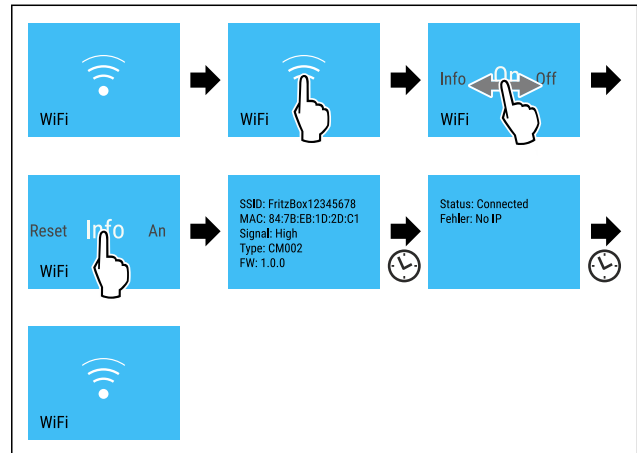 WiFi
WiFi
Info On Off
WiFi
Reset Info An
WiFi
SSID: FritzBox12345678
MAC: 84:7B:EB:1D:2D:C1
Signal: High
Type: CM002
FW: 1.0.0
Status: Connected
Fehler: No IP
WiFi